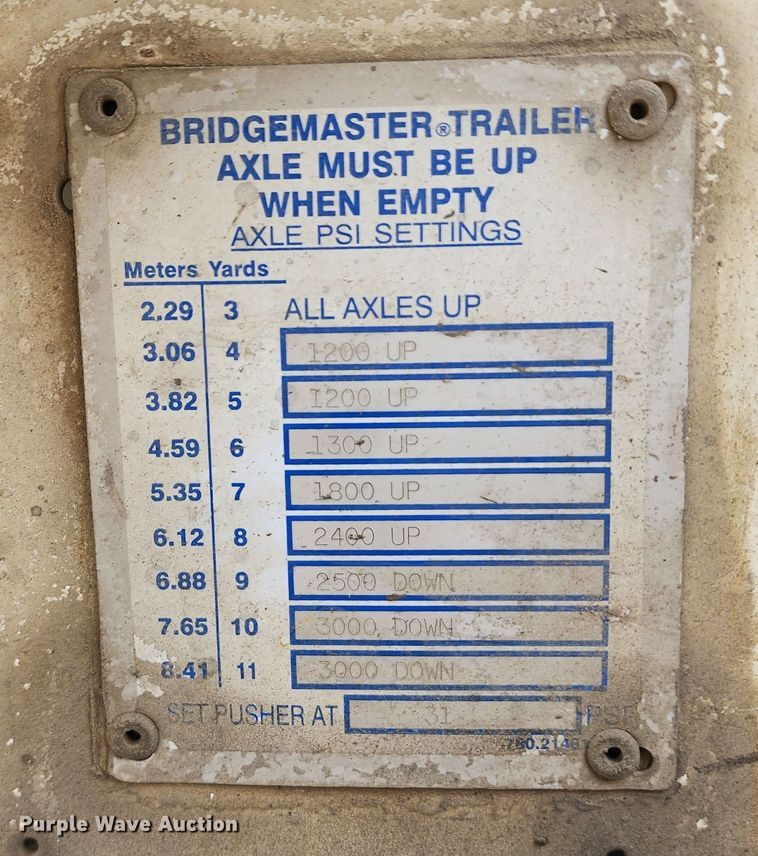 BRIDGEMASTER® TRAILER
AXLE MUST BE UP
WHEN EMPTY
AXLE PSI SETTINGS
Meters Yards
2.29 3 ALL AXLES UP
3.06 4 1200 UP
3.82 5 1200 UP
4.59 6 1300 UP
5.35 7 1800 UP
6.12 8 2400 UP
6.88 9 2500 DOWN
7.65 10 3000 DOWN
8.41 11 3000 DOWN
SET PUSHER AT 31 PSI
Purple Wave Auction